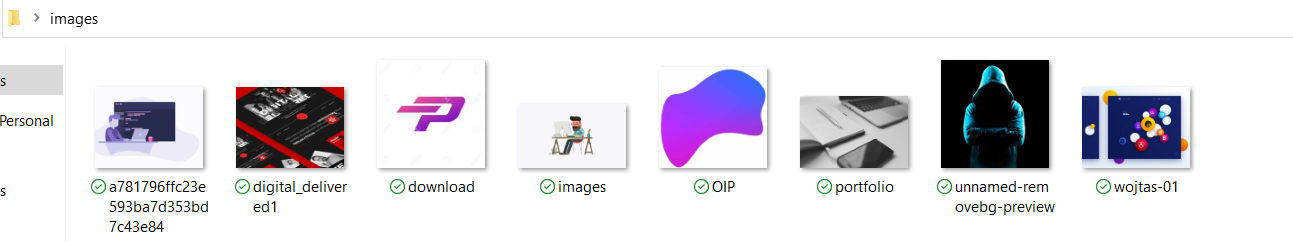 images
s
Personal
s
a781796ffc23e
593ba7d353bd
7c43e84
digital_deliver
ed1
download
images
OIP
portfolio
unnamed-rem
ovebg-preview
wojtas-01